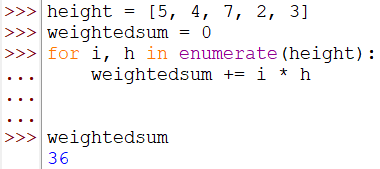 >>> height = [5, 4, 7, 2, 3]
>>> weightedsum = 0
>>> for i, h in enumerate(height):
...     weightedsum += i * h
...
...
>>> weightedsum
36